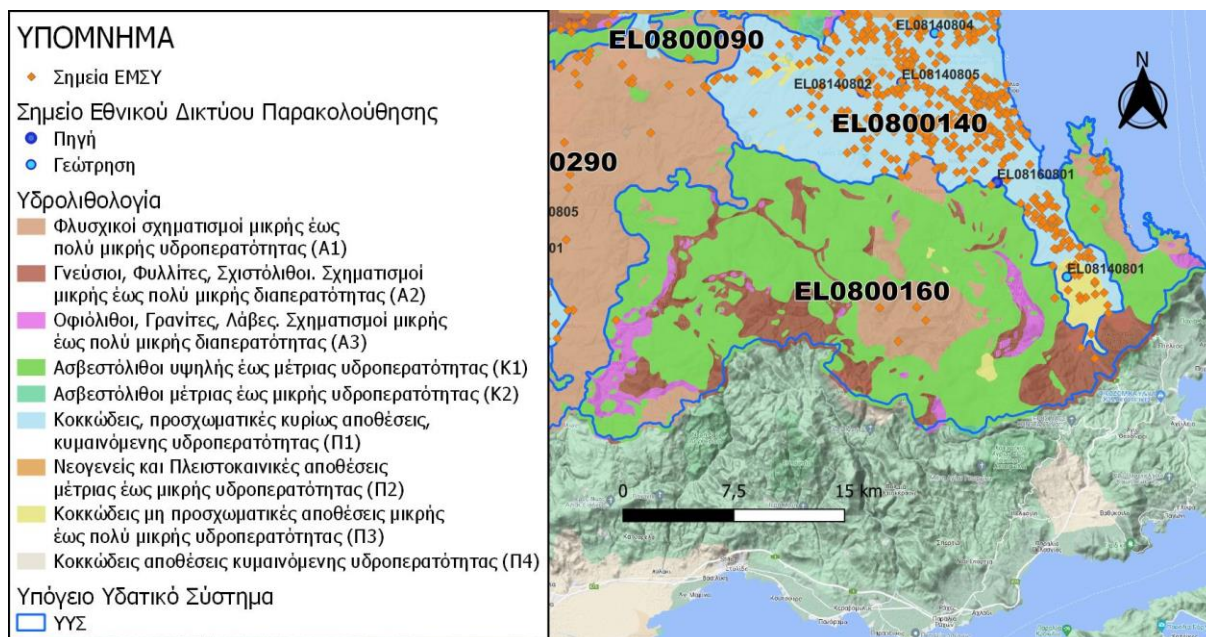 ΥΠΟΜΝΗΜΑ
Σημεία ΕΜΣΥ
Σημείο Εθνικού Δικτύου Παρακολούθησης
Πηγή
Γεώτρηση
Υδρολιθολογία
Φλυσχικοί σχηματισμοί μικρής έως
πολύ μικρής υδροπερατότητας (Α1)
Γνεύσιοι, Φυλλίτες, Σχιστόλιθοι. Σχηματισμοί
μικρής έως πολύ μικρής διαπερατότητας (Α2)
Οφιόλιθοι, Γρανίτες, Λάβες. Σχηματισμοί μικρής
έως πολύ μικρής διαπερατότητας (Α3)
Ασβεστόλιθοι υψηλής έως μέτριας υδροπερατότητας (Κ1)
Ασβεστόλιθοι μέτριας έως μικρής υδροπερατότητας (Κ2)
Κοκκώδεις, προσχωματικές κυρίως αποθέσεις,
κυμαινόμενης υδροπερατότητας (Π1)
Νεογενείς και Πλειστοκαινικές αποθέσεις
μέτριας έως μικρής υδροπερατότητας (Π2)
Κοκκώδεις μη προσχωματικές αποθέσεις μικρής
έως πολύ μικρής υδροπερατότητας (Π3)
Κοκκώδεις αποθέσεις κυμαινόμενης υδροπερατότητας (Π4)
Υπόγειο Υδατικό Σύστημα
ΥΥΣ
EL08140804
EL0800090
N
EL08140805
EL08140802
EL0800140
0290
EL08160801
0805
01
EL08140801
EL0800160
0 7,5 15 km